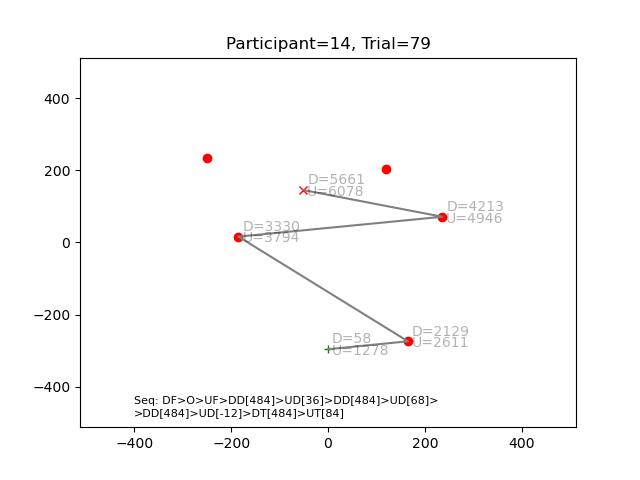 Participant=14, Trial=79
400
200
0
−200
−400
−400
−200
0
200
400
D=5661
U=6078
D=4213
U=4946
D=3330
U=3794
D=2129
U=2611
D=58
U=1278
Seq: DF>O>UF>DD[484]>UD[36]>DD[484]>UD[68]>
>DD[484]>UD[-12]>DT[484]>UT[84]